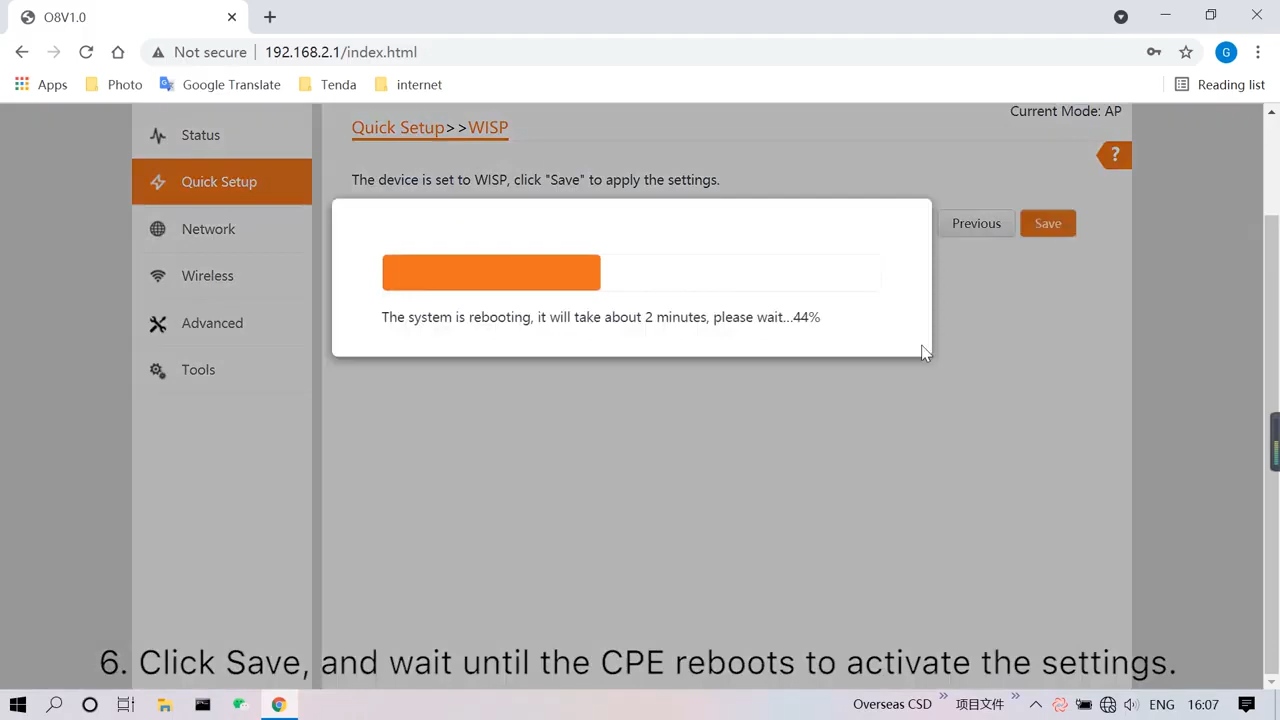 O8V1.0
Not secure
192.168.2.1/index.html
G
Apps
Photo
Google Translate
Tenda
internet
Reading list
Current Mode: AP
Status
Quick Setup
Network
Wireless
Advanced
Tools
Quick Setup>>WISP
?
The device is set to WISP, click "Save" to apply the settings.
Previous
Save
The system is rebooting, it will take about 2 minutes, please wait...44%
6. Click Save, and wait until the CPE reboots to activate the settings.
Overseas CSD
项目文件
ENG
16:07